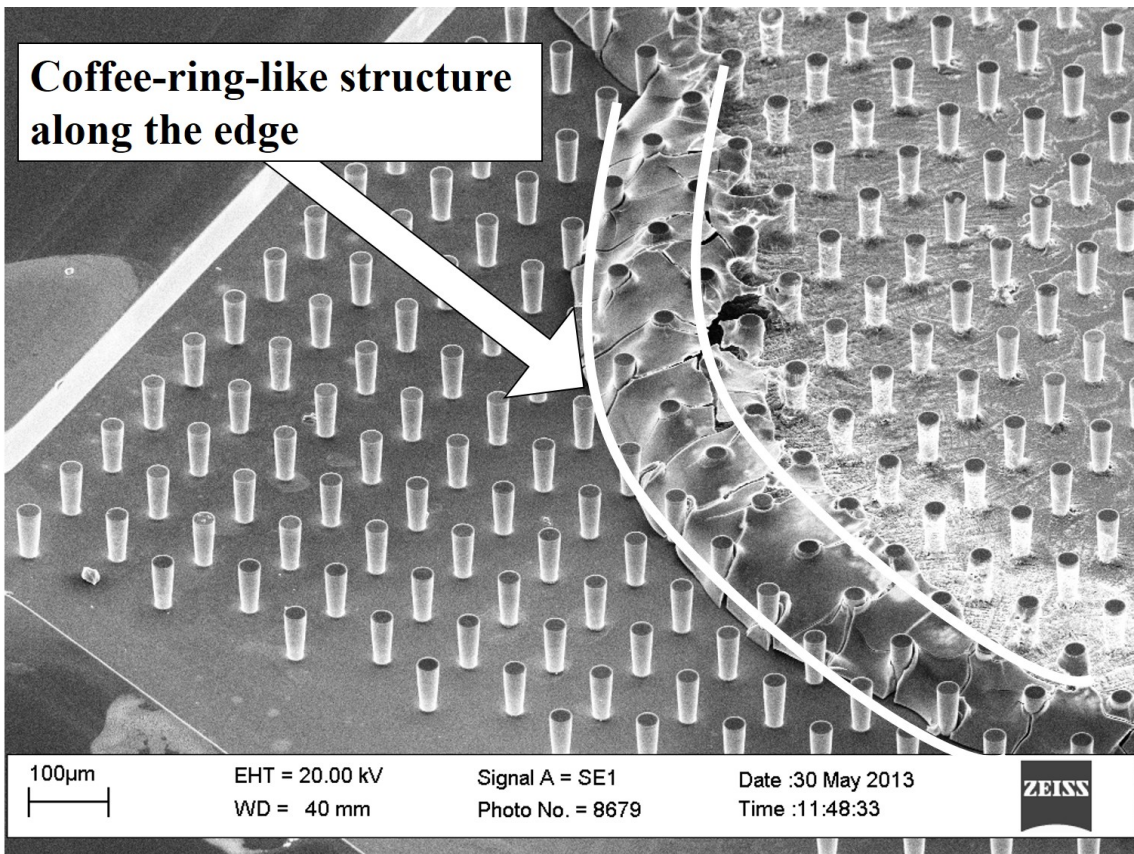 Coffee-ring-like structure
along the edge
100µm
EHT = 20.00 kV
Signal A = SE1
Date :30 May 2013
ZEISS
WD = 40 mm
Photo No. = 8679
Time :11:48:33